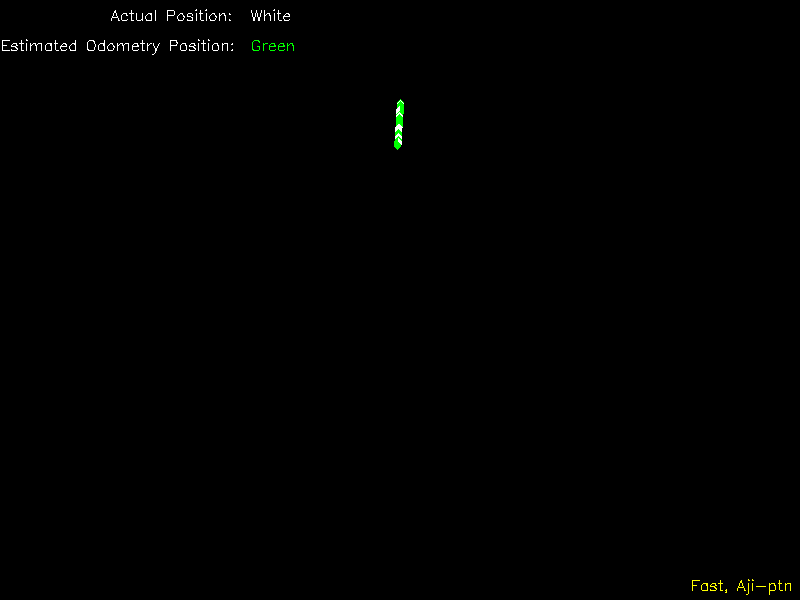 Actual Position: White
Estimated Odometry Position: Green
Fast, Aji-ptn